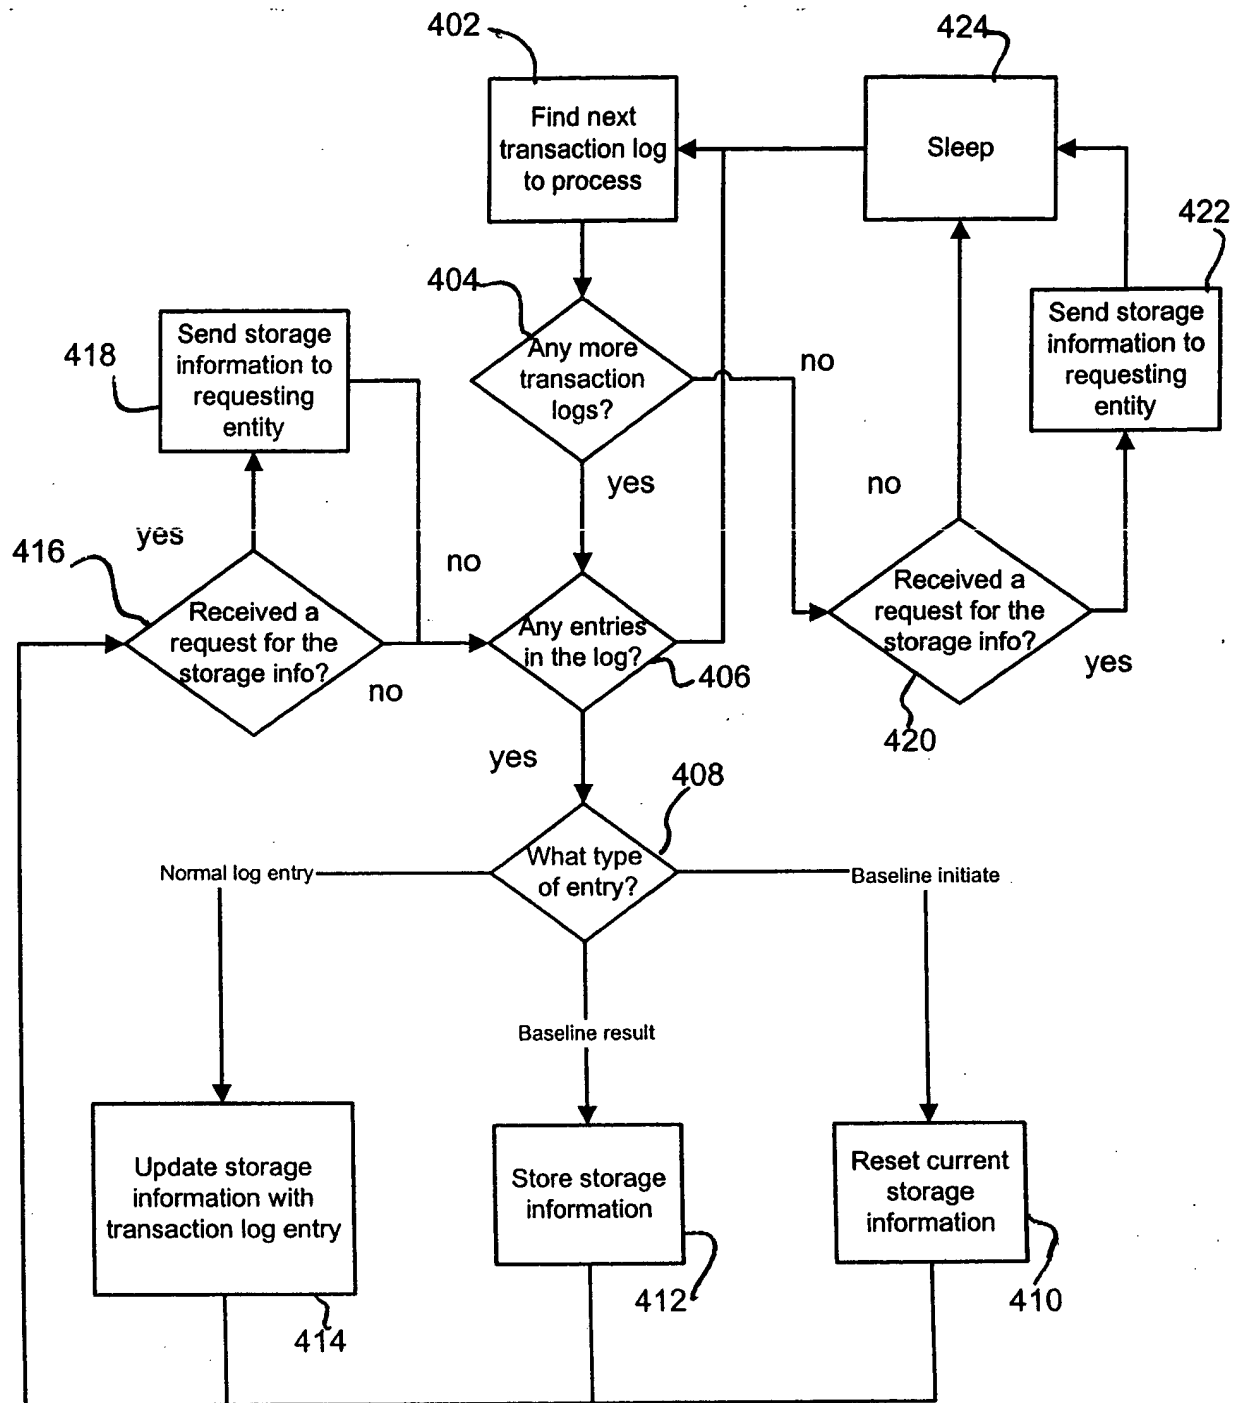 402
424
Find next
transaction log
to process
Sleep
422
404
Send storage
information to
requesting
entity
418
Any more
transaction
logs?
no
Send storage
information to
requesting
entity
yes
no
yes
416
no
Received a
request for the
storage info?
no
Any entries
in the log?
406
Received a
request for the
storage info?
yes
420
yes
408
What type
of entry?
Normal log entry
Baseline initiate
Baseline result
Update storage
information with
transaction log entry
414
Store storage
information
412
Reset current
storage
information
410